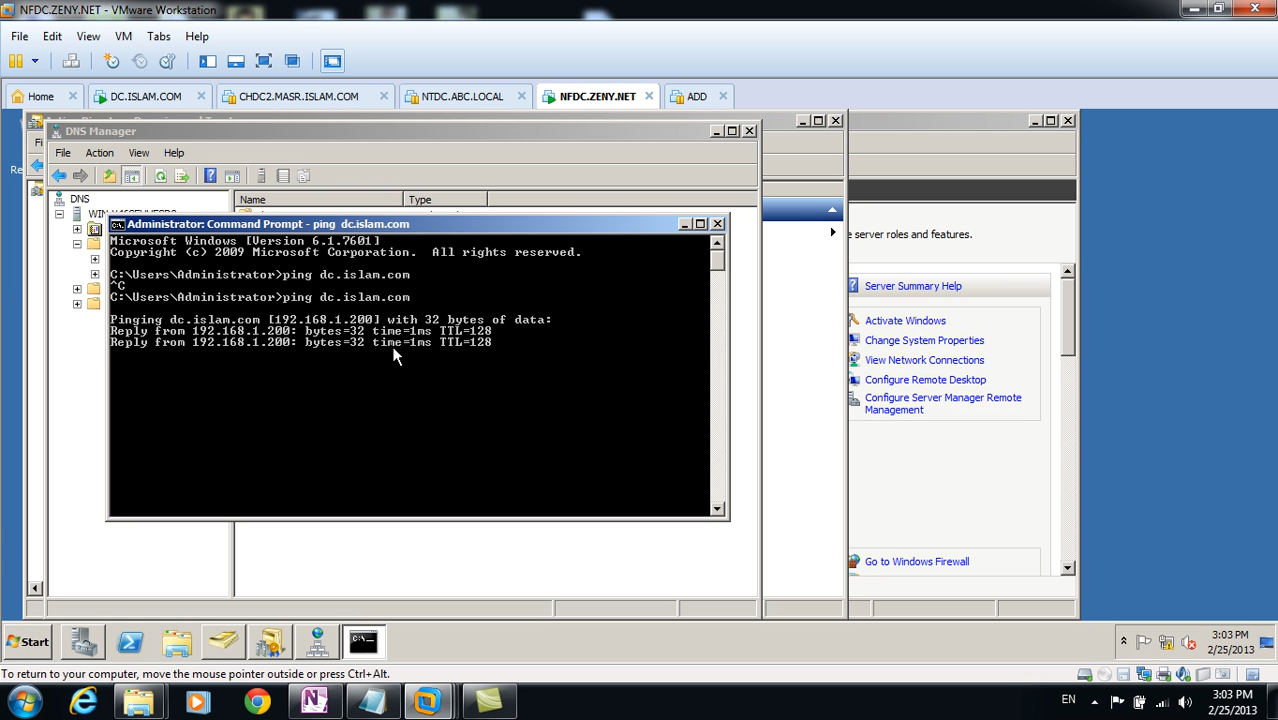 NFDC.ZENY.NET - VMware Workstation
File Edit View VM Tabs Help
Home DC.ISLAM.COM CHDC2.MASR.ISLAM.COM NTDC.ABC.LOCAL NFDC.ZENY.NET ADD
DNS Manager
File Action View Help
DNS
Name Type
Administrator: Command Prompt - ping dc.islam.com
Microsoft Windows [Version 6.1.7601]
Copyright (c) 2009 Microsoft Corporation. All rights reserved.
C:\Users\Administrator>ping dc.islam.com
^C
C:\Users\Administrator>ping dc.islam.com
Pinging dc.islam.com [192.168.1.200] with 32 bytes of data:
Reply from 192.168.1.200: bytes=32 time=1ms TTL=128
Reply from 192.168.1.200: bytes=32 time=1ms TTL=128
e server roles and features.
Server Summary Help
Activate Windows
Change System Properties
View Network Connections
Configure Remote Desktop
Configure Server Manager Remote
Management
Go to Windows Firewall
Start
3:03 PM
2/25/2013
To return to your computer, move the mouse pointer outside or press Ctrl+Alt.
EN
3:03 PM
2/25/2013